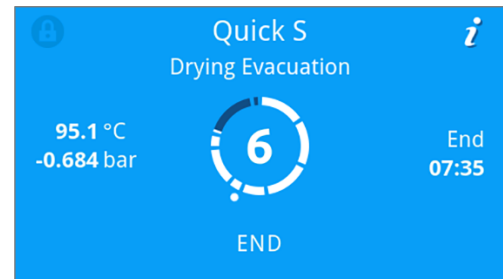 Quick S
i
Drying Evacuation
95.1 °C
-0.684 bar
6
End
07:35
END